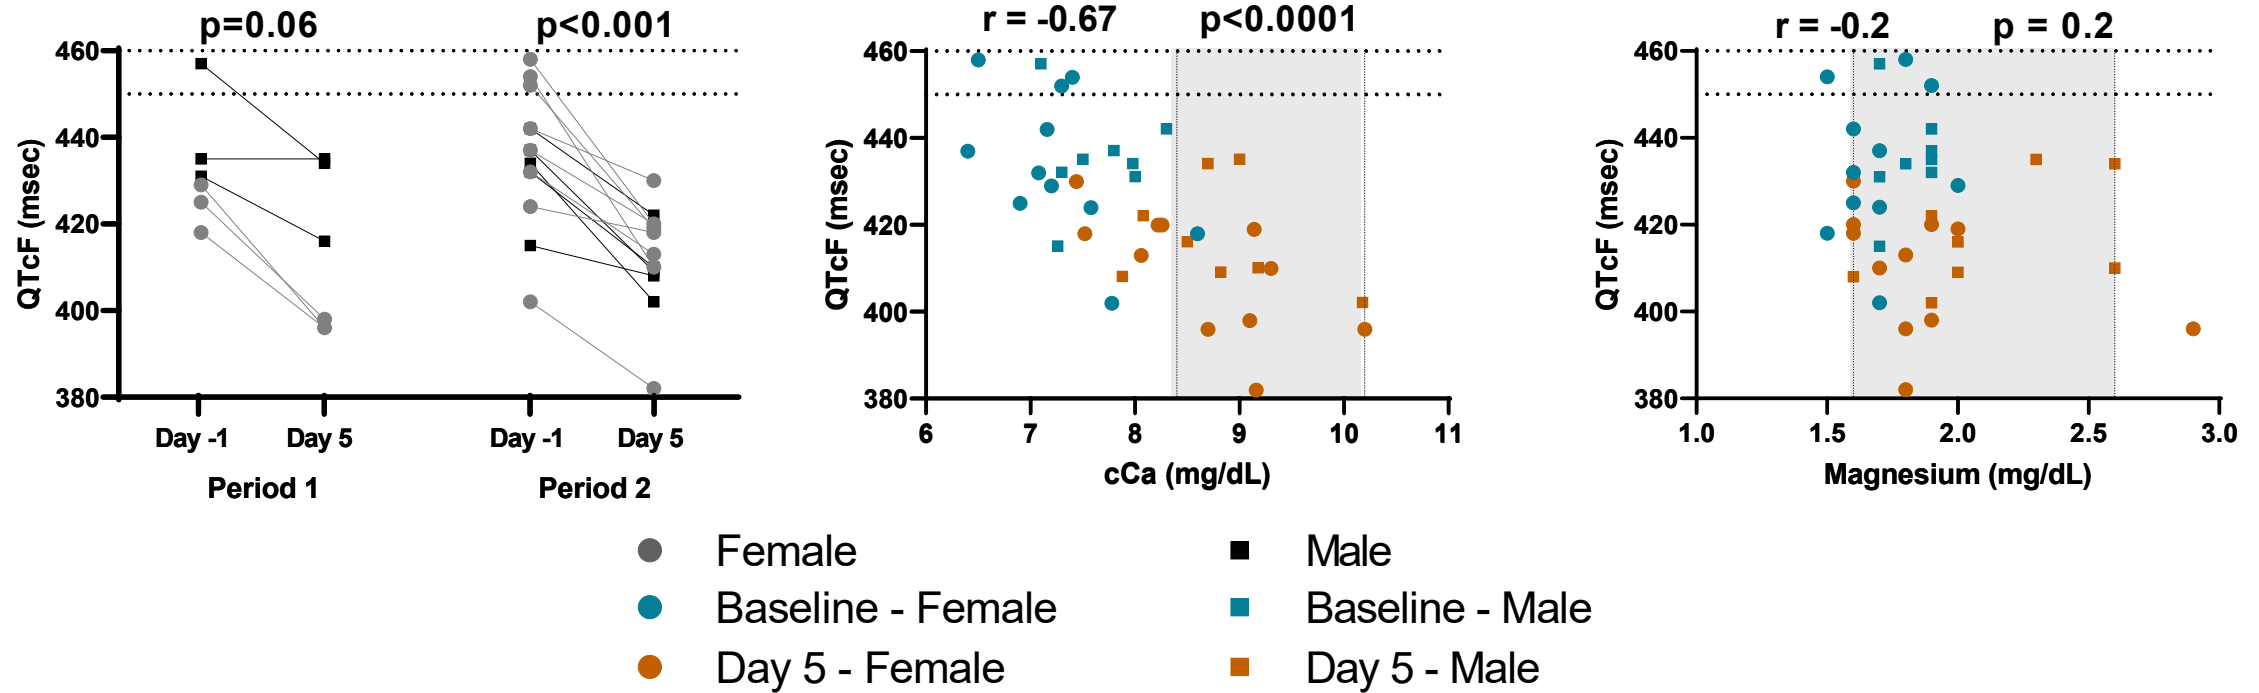 p=0.06
p<0.001
460
440
420
400
380
QTcF (msec)
Day -1
Day 5
Day -1
Day 5
Period 1
Period 2
r = -0.67
p<0.0001
460
440
420
400
380
QTcF (msec)
6
7
8
9
10
11
cCa (mg/dL)
r = -0.2
p = 0.2
460
440
420
400
380
QTcF (msec)
1.0
1.5
2.0
2.5
3.0
Magnesium (mg/dL)
Female
Male
Baseline - Female
Baseline - Male
Day 5 - Female
Day 5 - Male